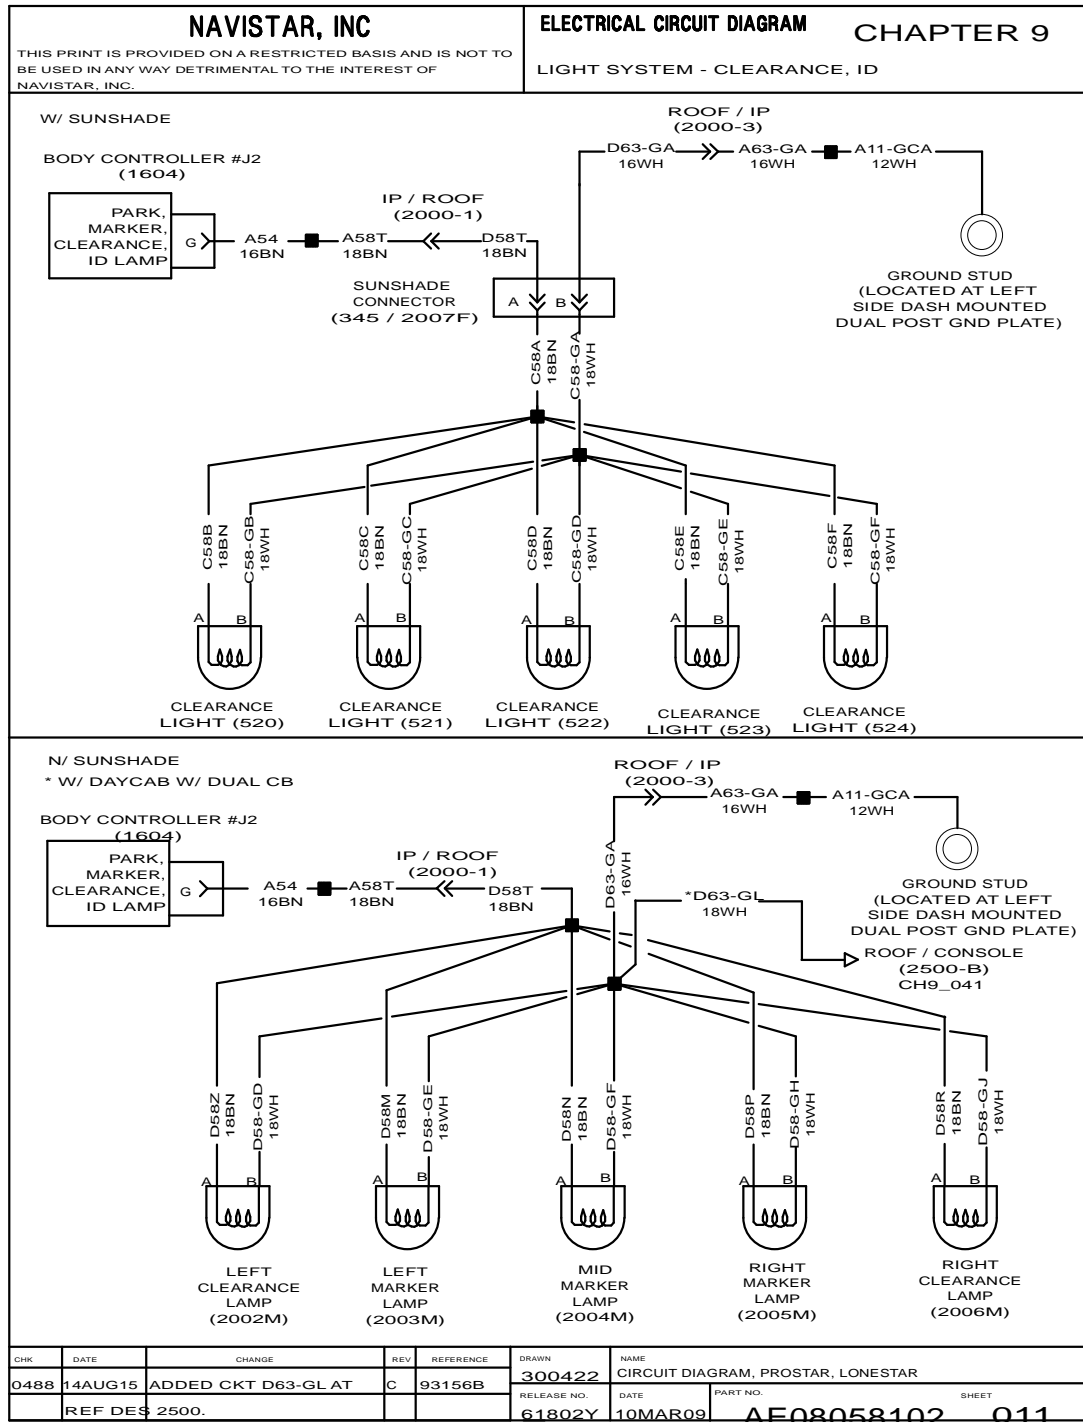 NAVISTAR, INC
THIS PRINT IS PROVIDED ON A RESTRICTED BASIS AND IS NOT TO
BE USED IN ANY WAY DETRIMENTAL TO THE INTEREST OF
NAVISTAR, INC.
ELECTRICAL CIRCUIT DIAGRAM
CHAPTER 9
LIGHT SYSTEM - CLEARANCE, ID
W/ SUNSHADE
BODY CONTROLLER #J2
(1604)
PARK,
MARKER,
CLEARANCE,
ID LAMP
G
A54
16BN
A58T
18BN
IP / ROOF
(2000-1)
D58T
18BN
ROOF / IP
(2000-3)
D63-GA
16WH
A63-GA
16WH
A11-GCA
12WH
GROUND STUD
(LOCATED AT LEFT
SIDE DASH MOUNTED
DUAL POST GND PLATE)
SUNSHADE
CONNECTOR
(345 / 2007F)
A
B
C58A
18BN
C58-GA
18WH
C58B
18BN
C58-GB
18WH
C58C
18BN
C58-GC
18WH
C58D
18BN
C58-GD
18WH
C58E
18BN
C58-GE
18WH
C58F
18BN
C58-GF
18WH
A
B
A
B
A
B
A
B
A
B
CLEARANCE
LIGHT (520)
CLEARANCE
LIGHT (521)
CLEARANCE
LIGHT (522)
CLEARANCE
LIGHT (523)
CLEARANCE
LIGHT (524)
N/ SUNSHADE
* W/ DAYCAB W/ DUAL CB
BODY CONTROLLER #J2
(1604)
PARK,
MARKER,
CLEARANCE,
ID LAMP
G
A54
16BN
A58T
18BN
IP / ROOF
(2000-1)
D58T
18BN
ROOF / IP
(2000-3)
A63-GA
16WH
A11-GCA
12WH
D63-GA
16WH
GROUND STUD
(LOCATED AT LEFT
SIDE DASH MOUNTED
DUAL POST GND PLATE)
*D63-GL
18WH
ROOF / CONSOLE
(2500-B)
CH9_041
D58Z
18BN
D58-GD
18WH
D58M
18BN
D58-GE
18WH
D58N
18BN
D58-GF
18WH
D58P
18BN
D58-GH
18WH
D58R
18BN
D58-GJ
18WH
A
B
A
B
A
B
A
B
A
B
LEFT
CLEARANCE
LAMP
(2002M)
LEFT
MARKER
LAMP
(2003M)
MID
MARKER
LAMP
(2004M)
RIGHT
MARKER
LAMP
(2005M)
RIGHT
CLEARANCE
LAMP
(2006M)
CHK DATE CHANGE REV REFERENCE
0488 14AUG15 ADDED CKT D63-GL AT C 93156B
REF DES 2500.
DRAWN
300422
NAME
CIRCUIT DIAGRAM, PROSTAR, LONESTAR
RELEASE NO.
61802Y
DATE
10MAR09
PART NO.
AE08058102
SHEET
011